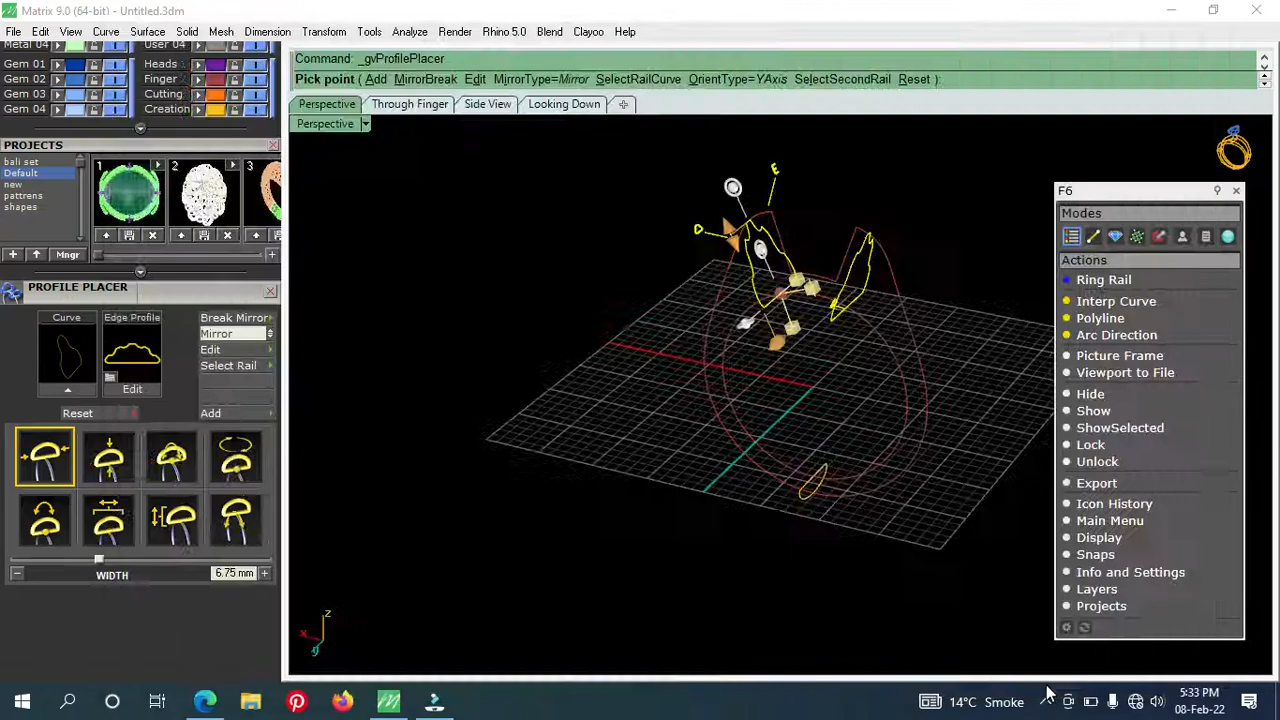 Matrix 9.0 (64-bit) - Untitled.3dm
File Edit View Curve Surface Solid Mesh Dimension Transform Tools Analyze Render Rhino 5.0 Blend Clayoo Help
Metal 04 User 04
Gem 01 Heads
Gem 02 Finger
Gem 03 Cutting
Gem 04 Creation
Command: _gvProfilePlacer
Pick point ( Add MirrorBreak Edit MirrorType=Mirror SelectRailCurve OrientType=YAxis SelectSecondRail Reset ):
Perspective Through Finger Side View Looking Down
Perspective
PROJECTS
bali set
Default
new
pattrens
shapes
1 2 3
Mngr
PROFILE PLACER
Curve Edge Profile Break Mirror
Mirror
Edit
Select Rail
Edit
Reset Add
WIDTH 6.75 mm
E
D
z
x
y
F6
Modes
Actions
Ring Rail
Interp Curve
Polyline
Arc Direction
Picture Frame
Viewport to File
Hide
Show
ShowSelected
Lock
Unlock
Export
Icon History
Main Menu
Display
Snaps
Info and Settings
Layers
Projects
14°C Smoke
5:33 PM
08-Feb-22